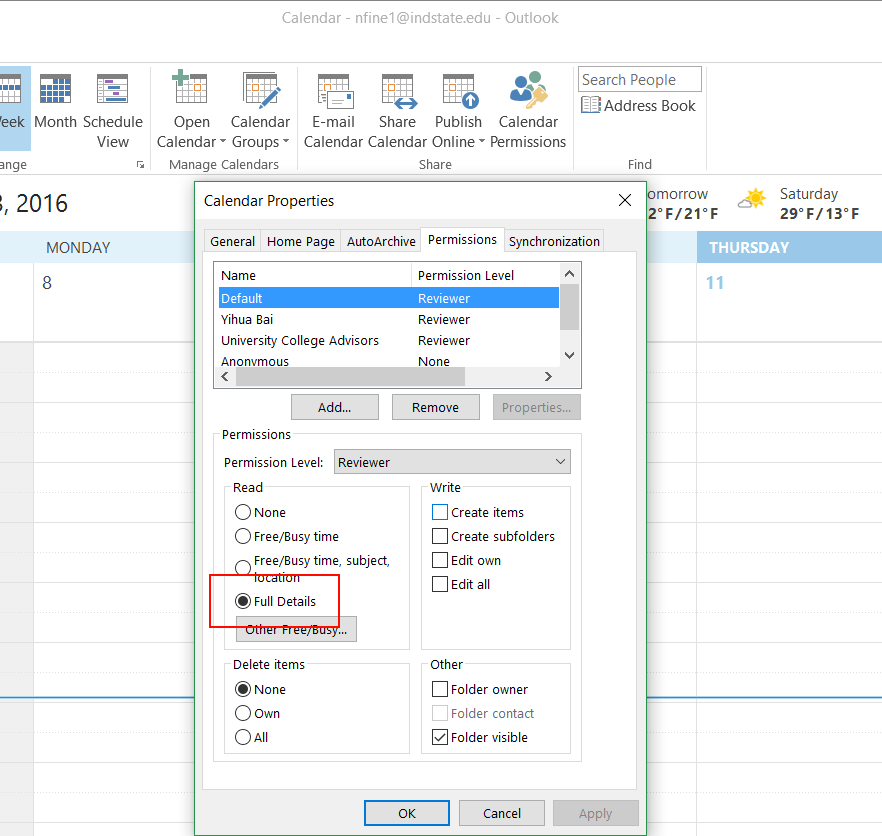 Calendar - nfine1@indstate.edu - Outlook
eek
Month
Schedule
View
Open
Calendar
Calendar
Groups
E-mail
Calendar
Share
Calendar
Publish
Online
Calendar
Permissions
Search People
Address Book
ange
Manage Calendars
Share
Find
3, 2016
omorrow
2°F/21°F
Saturday
29°F/13°F
MONDAY
THURSDAY
8
11
Calendar Properties
General
Home Page
AutoArchive
Permissions
Synchronization
Name Permission Level
Default Reviewer
Yihua Bai Reviewer
University College Advisors Reviewer
Anonymous None
Add...
Remove
Properties...
Permissions
Permission Level: Reviewer
Read
None
Free/Busy time
Free/Busy time, subject,
location
Full Details
Other Free/Busy...
Write
Create items
Create subfolders
Edit own
Edit all
Delete items
None
Own
All
Other
Folder owner
Folder contact
Folder visible
OK
Cancel
Apply